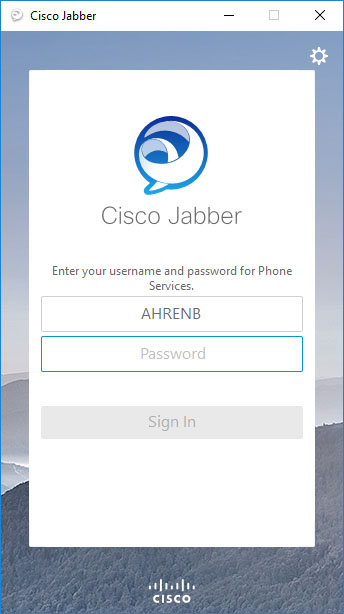 Cisco Jabber
Cisco Jabber
Enter your username and password for Phone
Services.
AHRENB
Password
Sign In
CISCO